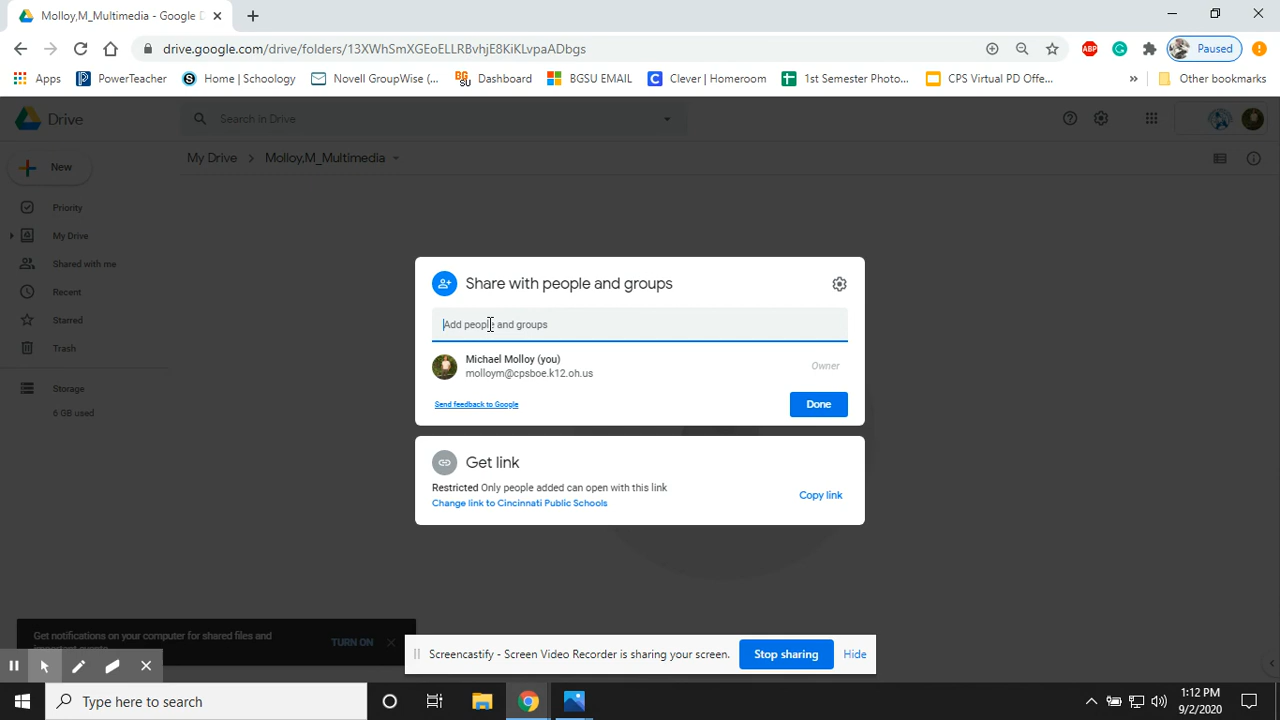 Molloy,M_Multimedia - Google D
drive.google.com/drive/folders/13XWhSmXGEoELLRBvhjE8KiKLvpaADbgs
ABP
Paused
Apps PowerTeacher Home | Schoology Novell GroupWise (... Dashboard BGSU EMAIL Clever | Homeroom 1st Semester Photo... CPS Virtual PD Offe... » Other bookmarks
Drive
Search in Drive
New
My Drive > Molloy,M_Multimedia
Priority
My Drive
Shared with me
Recent
Starred
Trash
Storage
6 GB used
Share with people and groups
Add people and groups
Michael Molloy (you)
molloym@cpsboe.k12.oh.us
Owner
Send feedback to Google
Done
Get link
Restricted Only people added can open with this link
Change link to Cincinnati Public Schools
Copy link
Get notifications on your computer for shared files and
TURN ON
Screencastify - Screen Video Recorder is sharing your screen.
Stop sharing
Hide
Type here to search
1:12 PM
9/2/2020